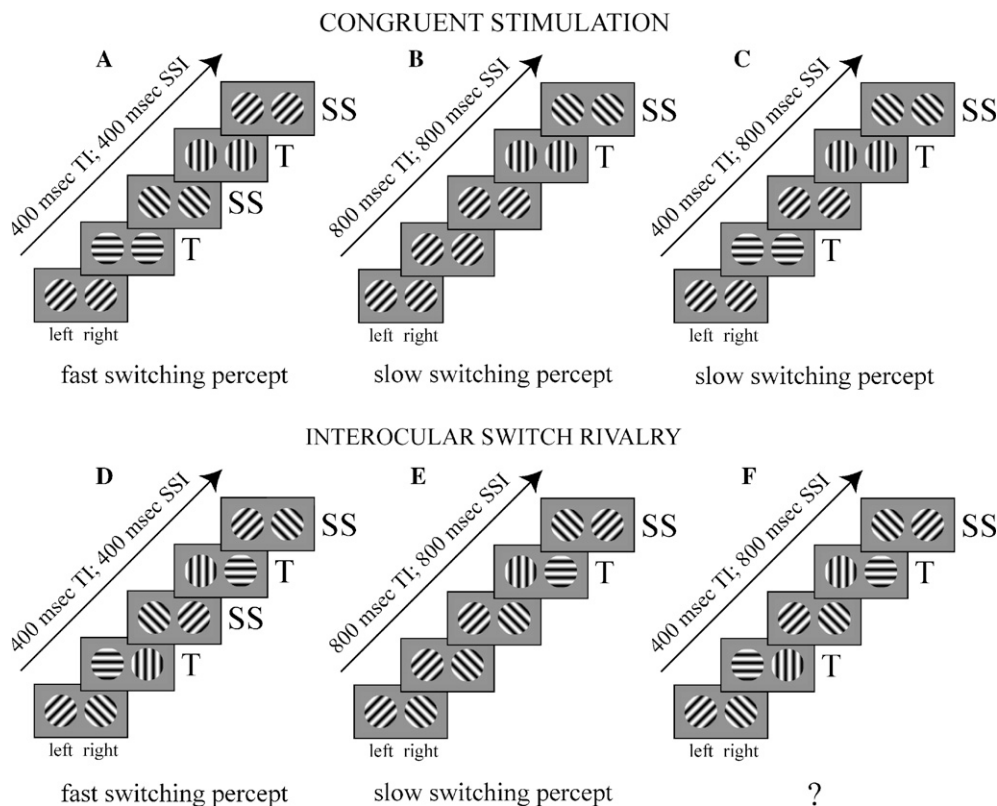 CONGRUENT STIMULATION
A
400 msec TI; 400 msec SSI
SS
T
SS
T
left right
fast switching percept
B
800 msec TI; 800 msec SSI
SS
T
left right
slow switching percept
C
400 msec TI; 800 msec SSI
SS
T
T
left right
slow switching percept
INTEROCULAR SWITCH RIVALRY
D
400 msec TI; 400 msec SSI
SS
T
SS
T
left right
fast switching percept
E
800 msec TI; 800 msec SSI
SS
T
left right
slow switching percept
F
400 msec TI; 800 msec SSI
SS
T
T
left right
?